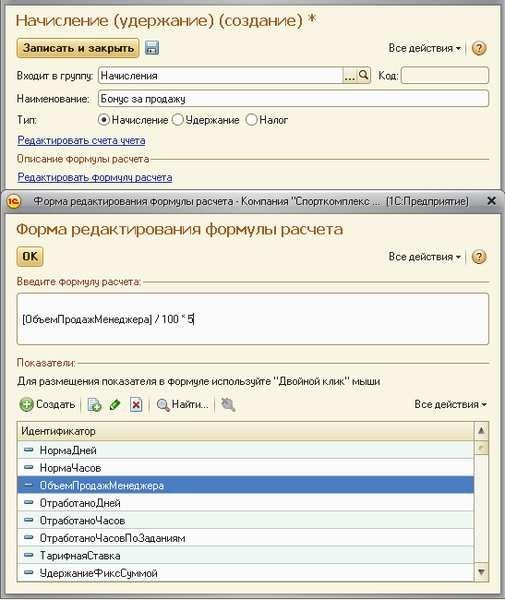 Начисление (удержание) (создание) *
Записать и закрыть Все действия ?
Входит в группу: Начисления ... Код:
Наименование: Бонус за продажу
Тип: Начисление Удержание Налог
Редактировать счета учета
Описание формулы расчета
Редактировать формулу расчета
1С Форма редактирования формулы расчета - Компания "Спорткомплекс ... (1С:Предприятие)
Форма редактирования формулы расчета
ОК Все действия ?
Введите формулу расчета:
[ОбъемПродажМенеджера] / 100 * 5
Показатели:
Для размещения показателя в формуле используйте "Двойной клик" мыши
Создать Найти... Все действия
Идентификатор
НормаДней
НормаЧасов
ОбъемПродажМенеджера
ОтработаноДней
ОтработаноЧасов
ОтработаноЧасовПоЗаданиям
ТарифнаяСтавка
УдержаниеФиксСуммой